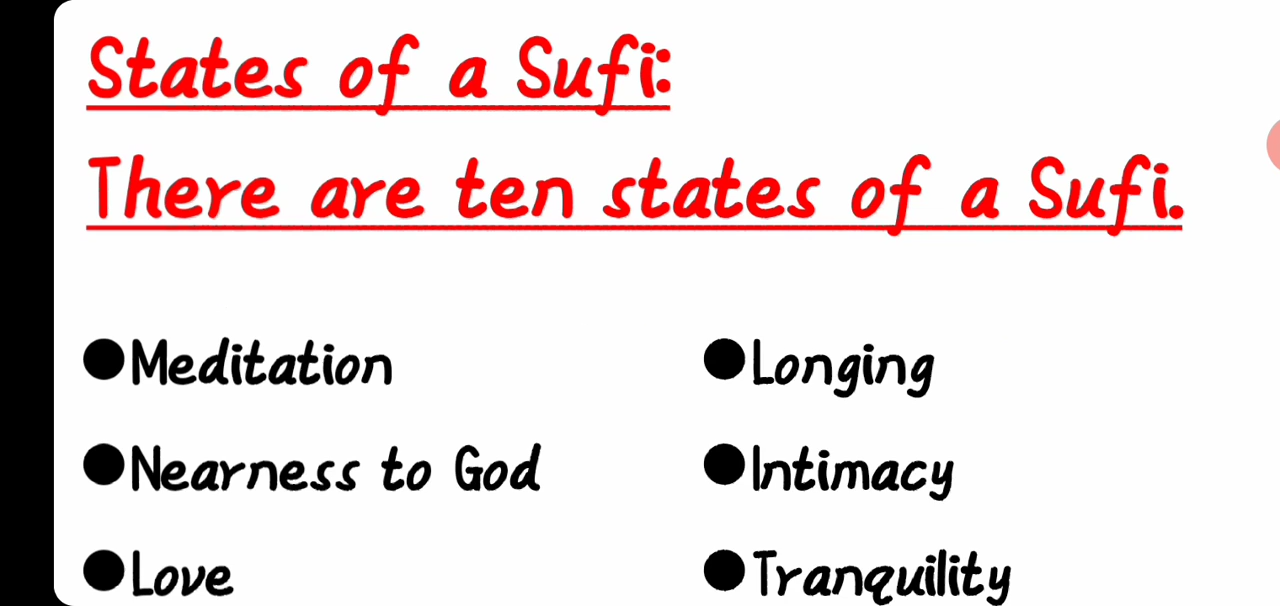 States of a Sufi:
There are ten states of a Sufi.
●Meditation
●Nearness to God
●Love
●Longing
●Intimacy
●Tranquility